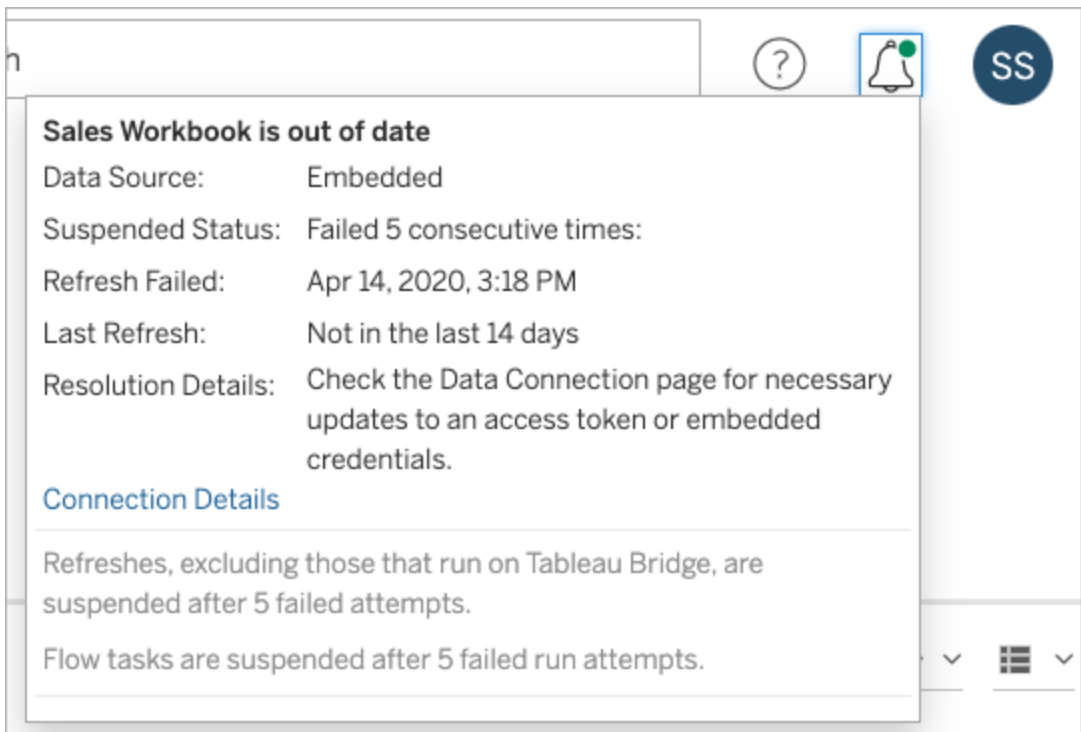 h
?
SS
Sales Workbook is out of date
Data Source: Embedded
Suspended Status: Failed 5 consecutive times:
Refresh Failed: Apr 14, 2020, 3:18 PM
Last Refresh: Not in the last 14 days
Resolution Details: Check the Data Connection page for necessary
updates to an access token or embedded
credentials.
Connection Details
Refreshes, excluding those that run on Tableau Bridge, are
suspended after 5 failed attempts.
Flow tasks are suspended after 5 failed run attempts.